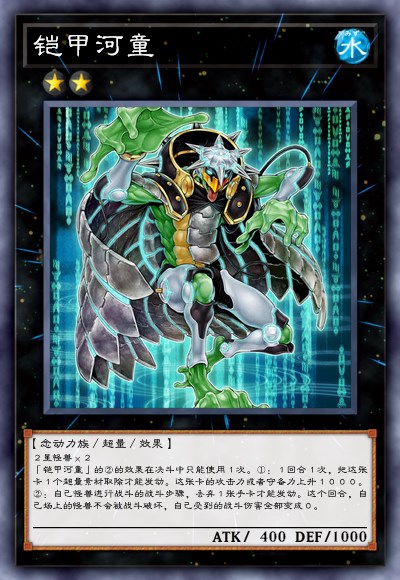 铠甲河童
水
【念动力族／超量／效果】
2星怪兽×2
「铠甲河童」的②的效果在决斗中只能使用1次。①：1回合1次，把这张
卡1个超量素材取除才能发动。这张卡的攻击力或者守备力上升1000。
②：自己怪兽进行战斗的战斗步骤，丢弃1张手卡才能发动。这个回合，自
己场上的怪兽不会被战斗破坏，自己受到的战斗伤害全部变成0。
ATK/ 400 DEF/1000